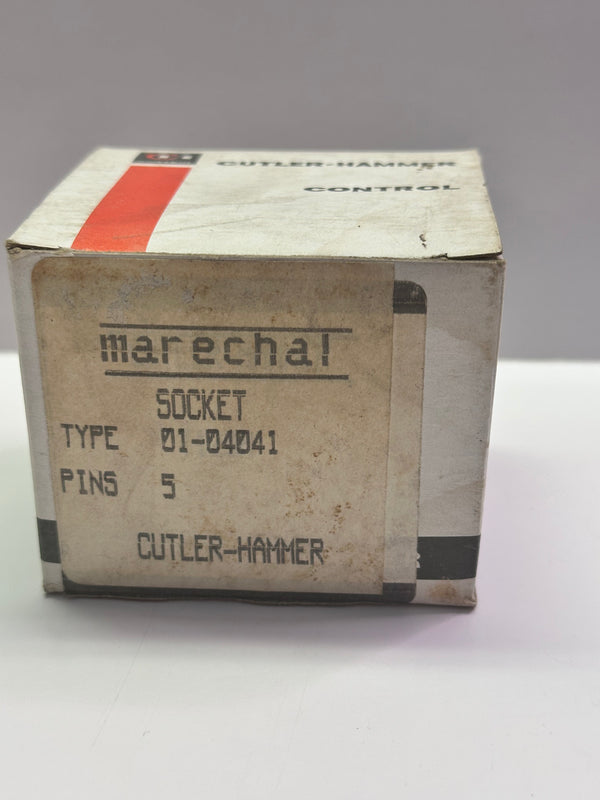 CUTLER-HAMMER
CONTROL
marechal
SOCKET
TYPE 01-04041
PINS 5
CUTLER-HAMMER